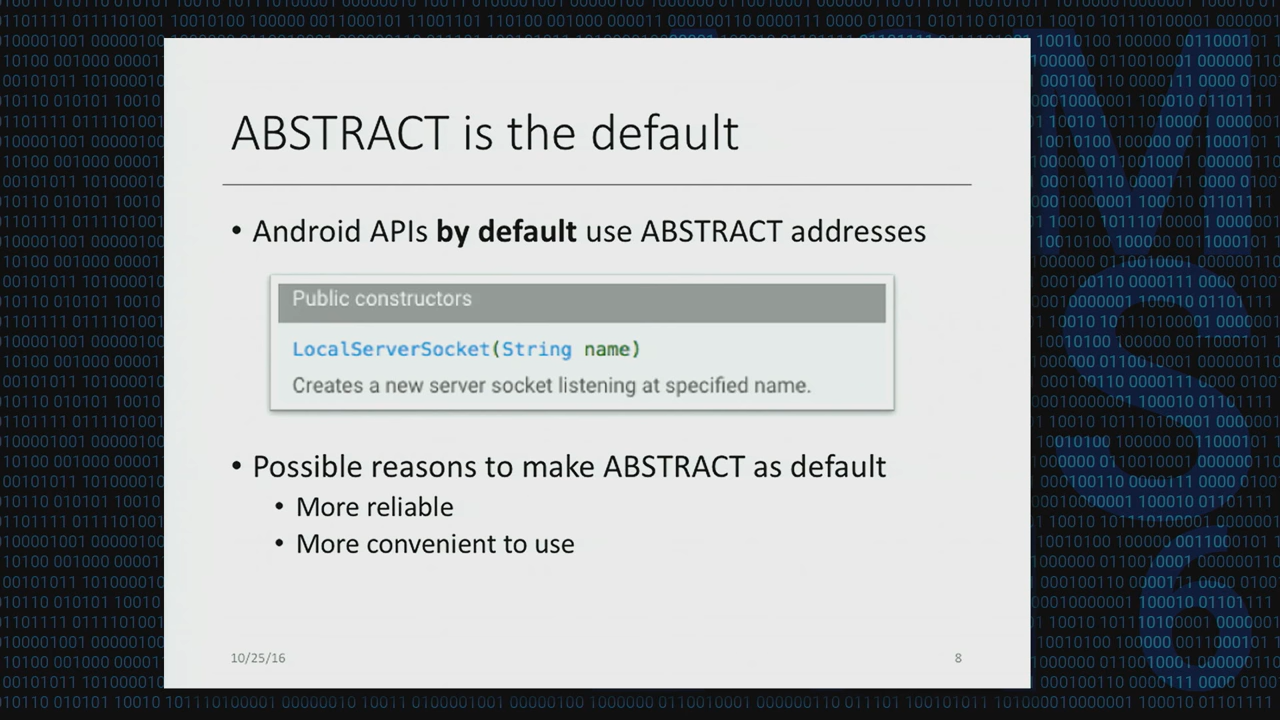 ABSTRACT is the default
• Android APIs by default use ABSTRACT addresses
Public constructors
LocalServerSocket(String name)
Creates a new server socket listening at specified name.
• Possible reasons to make ABSTRACT as default
• More reliable
• More convenient to use
10/25/16
8